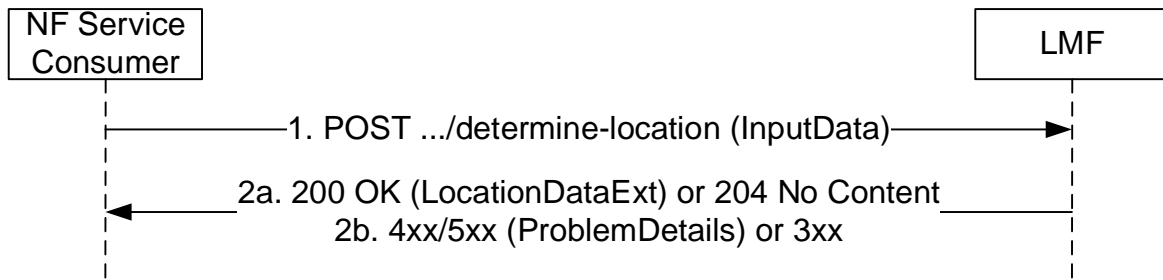 NF Service
Consumer
LMF
1. POST .../determine-location (InputData)
2a. 200 OK (LocationDataExt) or 204 No Content
2b. 4xx/5xx (ProblemDetails) or 3xx